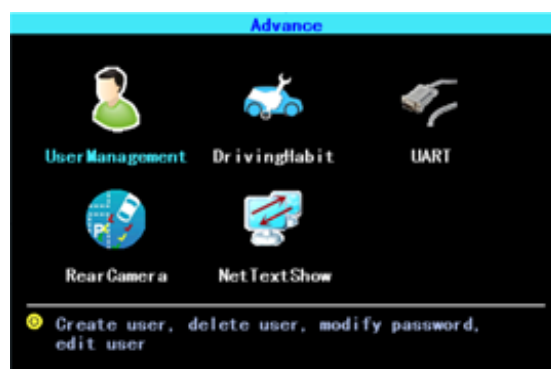 Advance
UserManagement DrivingHabit UART
RearCamera NetTextShow
Create user, delete user, modify password,
edit user